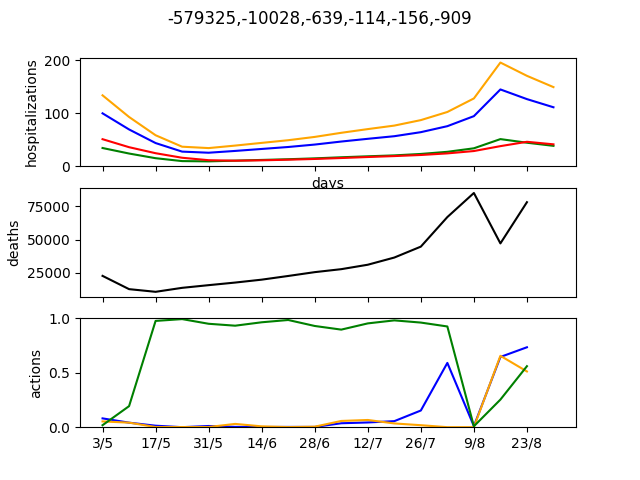 -579325,-10028,-639,-114,-156,-909
hospitalizations
200
100
0
days
deaths
75000
50000
25000
actions
1.0
0.5
0.0
3/5 17/5 31/5 14/6 28/6 12/7 26/7 9/8 23/8